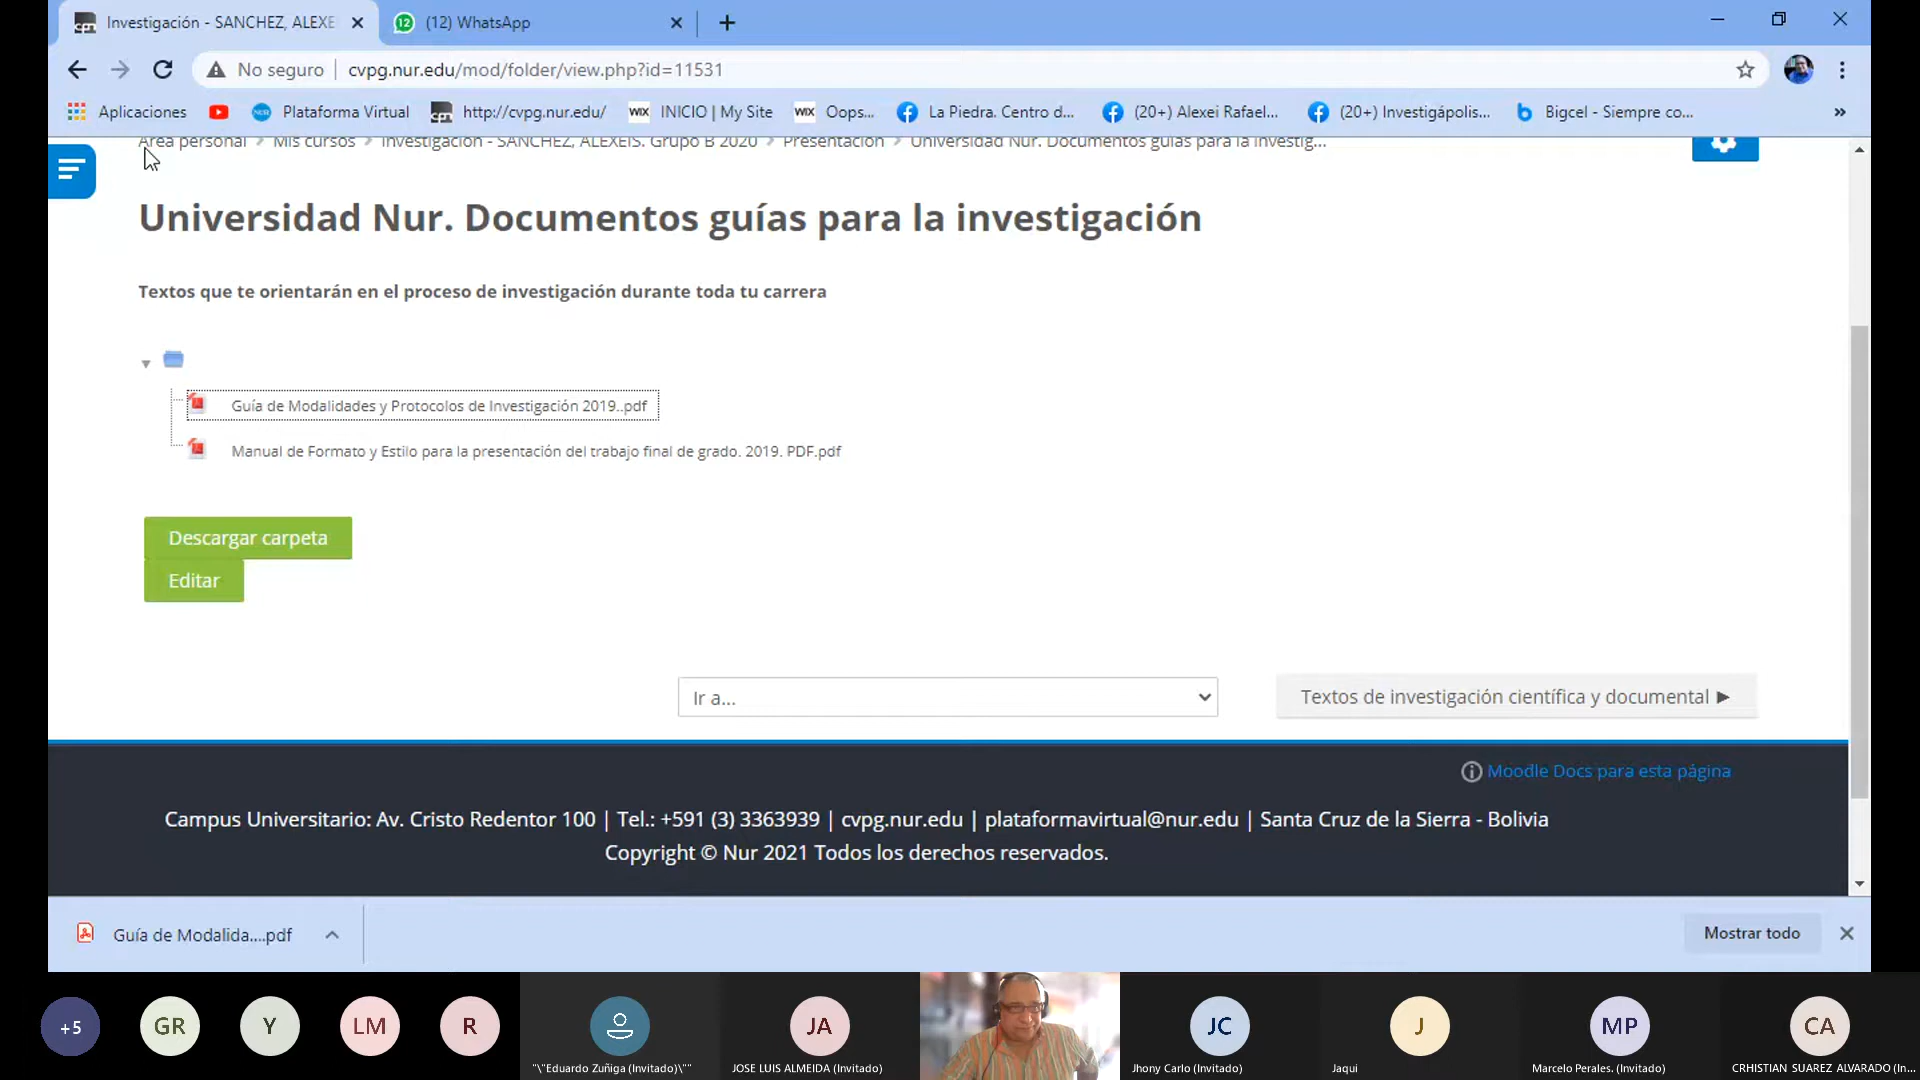 Investigación - SANCHEZ, ALEXE
(12) WhatsApp
No seguro
cvpg.nur.edu/mod/folder/view.php?id=11531
Aplicaciones
Plataforma Virtual
http://cvpg.nur.edu/
WIX INICIO | My Site
WIX Oops...
La Piedra. Centro d...
(20+) Alexei Rafael...
(20+) Investigápolis...
Bigcel - Siempre co...
»
Área personal > Mis cursos > Investigación - SANCHEZ, ALEXEIS. Grupo B 2020 > Presentación > Universidad Nur. Documentos guías para la investig...
Universidad Nur. Documentos guías para la investigación
Textos que te orientarán en el proceso de investigación durante toda tu carrera
Guía de Modalidades y Protocolos de Investigación 2019..pdf
Manual de Formato y Estilo para la presentación del trabajo final de grado. 2019. PDF.pdf
Descargar carpeta
Editar
Ir a...
Textos de investigación científica y documental ►
Moodle Docs para esta página
Campus Universitario: Av. Cristo Redentor 100 | Tel.: +591 (3) 3363939 | cvpg.nur.edu | plataformavirtual@nur.edu | Santa Cruz de la Sierra - Bolivia
Copyright © Nur 2021 Todos los derechos reservados.
Guía de Modalida....pdf
Mostrar todo
+5
GR
Y
LM
R
"\"Eduardo Zuñiga (Invitado)\""
JA
JOSE LUIS ALMEIDA (Invitado)
JC
Jhony Carlo (Invitado)
J
Jaqui
MP
Marcelo Perales. (Invitado)
CA
CRHISTIAN SUAREZ ALVARADO (In...